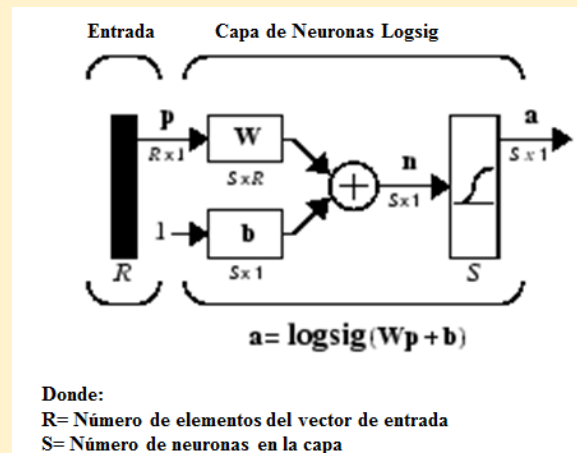 Entrada
Capa de Neuronas Logsig
p
a
W
R x 1
S x 1
n
S x R
S x 1
1
b
R
S x 1
S
a= logsig(Wp + b)
Donde:
R= Número de elementos del vector de entrada
S= Número de neuronas en la capa